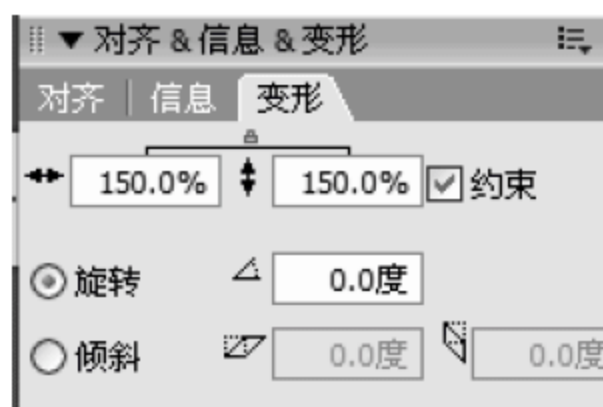 对齐 & 信息 & 变形
对齐 信息 变形
150.0% 150.0% 约束
旋转 0.0度
倾斜 0.0度 0.0度